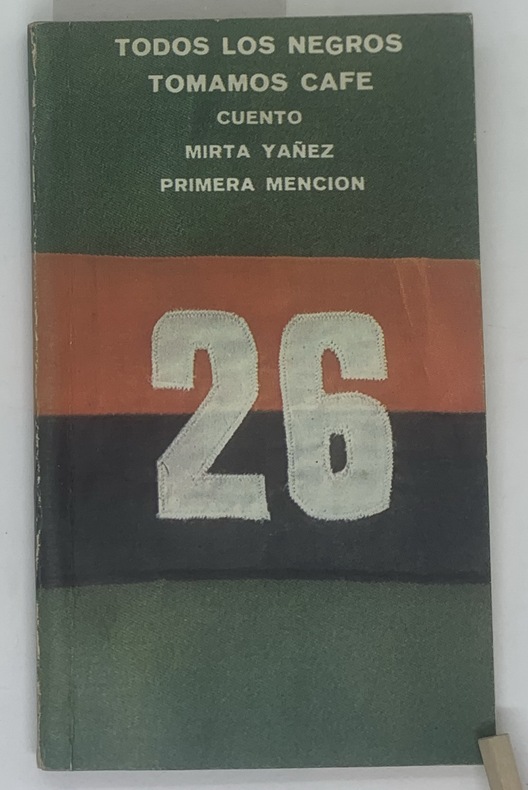 TODOS LOS NEGROS
TOMAMOS CAFE
CUENTO
MIRTA YAÑEZ
PRIMERA MENCION
26